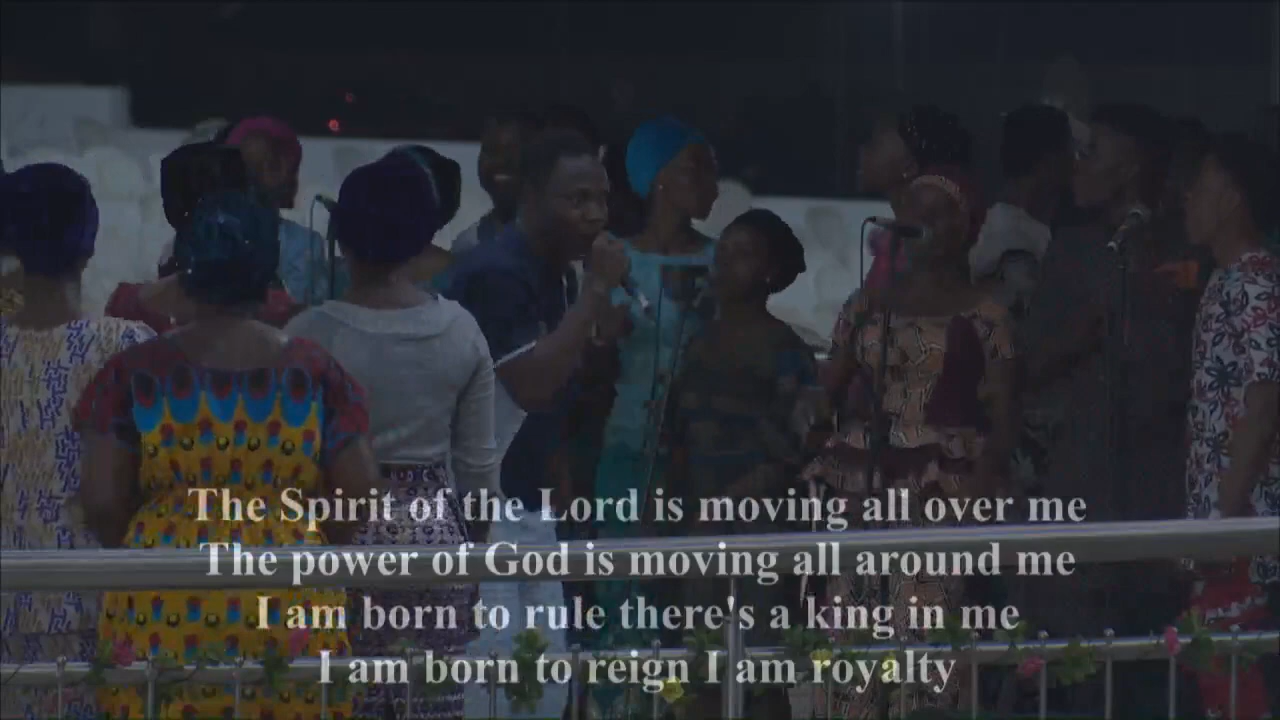 The Spirit of the Lord is moving all over me
The power of God is moving all around me
I am born to rule there's a king in me
I am born to reign I am royalty